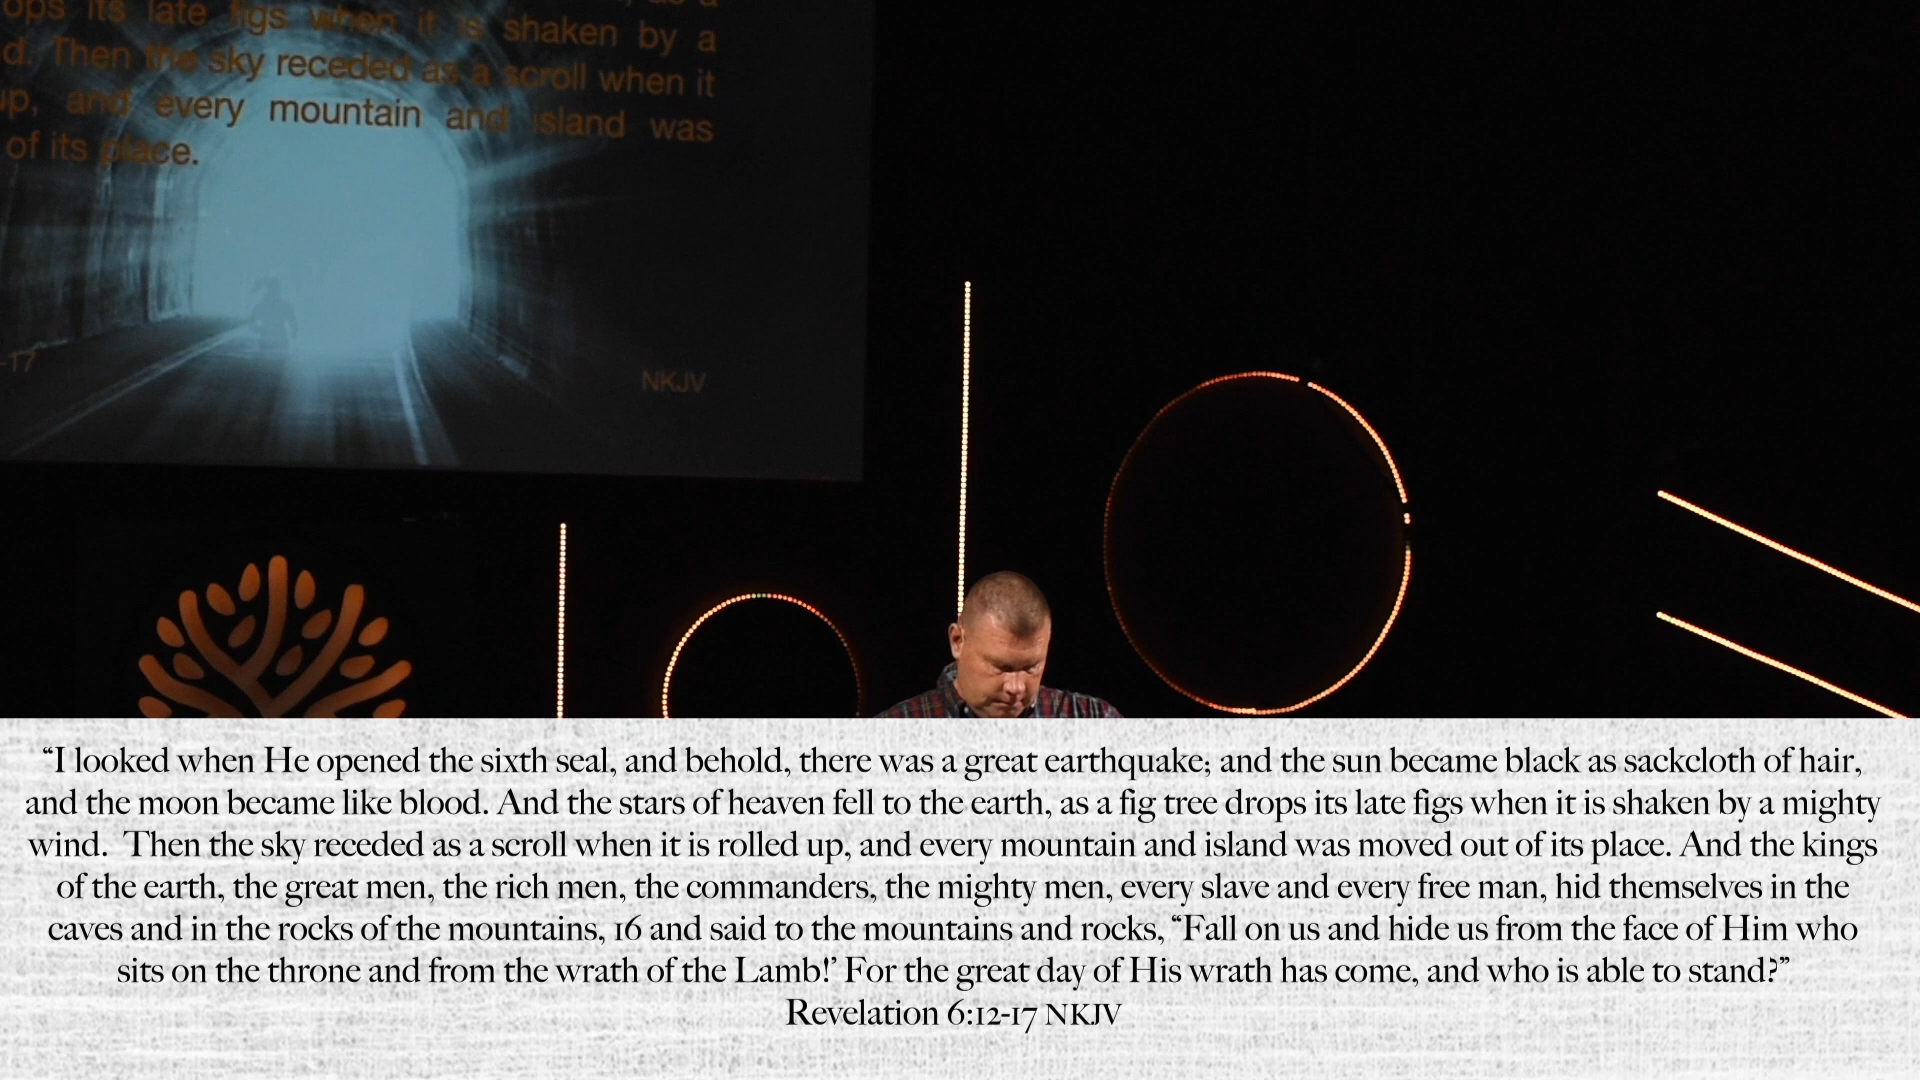 ops its late figs when it is shaken by a
d. Then the sky receded as a scroll when it
up, and every mountain and island was
of its place.
-17
NKJV
“I looked when He opened the sixth seal, and behold, there was a great earthquake; and the sun became black as sackcloth of hair,
and the moon became like blood. And the stars of heaven fell to the earth, as a fig tree drops its late figs when it is shaken by a mighty
wind.  Then the sky receded as a scroll when it is rolled up, and every mountain and island was moved out of its place. And the kings
of the earth, the great men, the rich men, the commanders, the mighty men, every slave and every free man, hid themselves in the
caves and in the rocks of the mountains, 16 and said to the mountains and rocks, “Fall on us and hide us from the face of Him who
sits on the throne and from the wrath of the Lamb!’ For the great day of His wrath has come, and who is able to stand?”
Revelation 6:12-17 NKJV